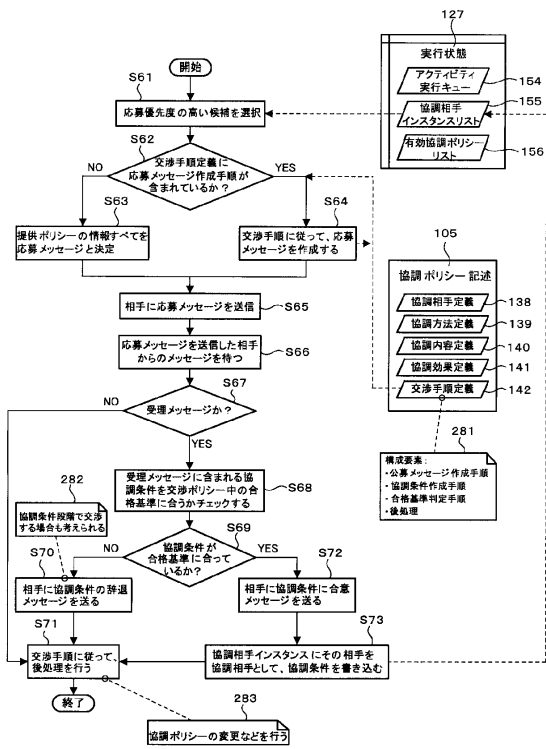 127
実行状態
アクティビティ
実行キュー
154
協調相手
インスタンスリスト
155
有効協調ポリシー
リスト
156
開始
S61
応募優先度の高い候補を選択
S62
交渉手順定義に
応募メッセージ作成手順が
含まれているか?
NO
YES
S63
提供ポリシーの情報すべてを
応募メッセージと決定
S64
交渉手順に従って、応募
メッセージを作成する
105
協調ポリシー記述
協調相手定義
138
協調方法定義
139
協調内容定義
140
協調効果定義
141
交渉手順定義
142
相手に応募メッセージを送信
S65
応募メッセージを送信した相手
からのメッセージを待つ
S66
S67
受理メッセージか?
NO
YES
281
構成要素:
・公募メッセージ作成手順
・協調条件作成手順
・合格基準判定手順
・後処理
受理メッセージに含まれる協調
条件を交渉ポリシー中の合格
基準に合うかチェックする
S68
282
協調条件段階で交渉
する場合も考えられる
S69
協調条件が
合格基準に合って
いるか?
NO
YES
S70
相手に協調条件の辞退
メッセージを送る
S72
相手に協調条件に合意
メッセージを送る
S71
交渉手順に従って、
後処理を行う
S73
協調相手インスタンスにその相手を
協調相手として、協調条件を書き込む
終了
283
協調ポリシーの変更などを行う